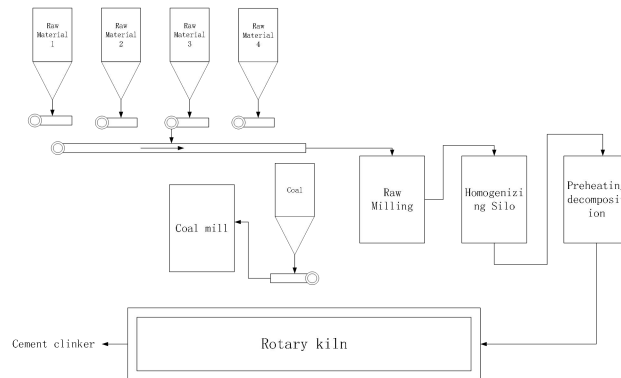 Raw
Material
1
Raw
Material
2
Raw
Material
3
Raw
Material
4
Coal
Coal mill
Raw
Milling
Homogenizi
ng Silo
Preheating
decomposit
ion
Cement clinker
Rotary kiln